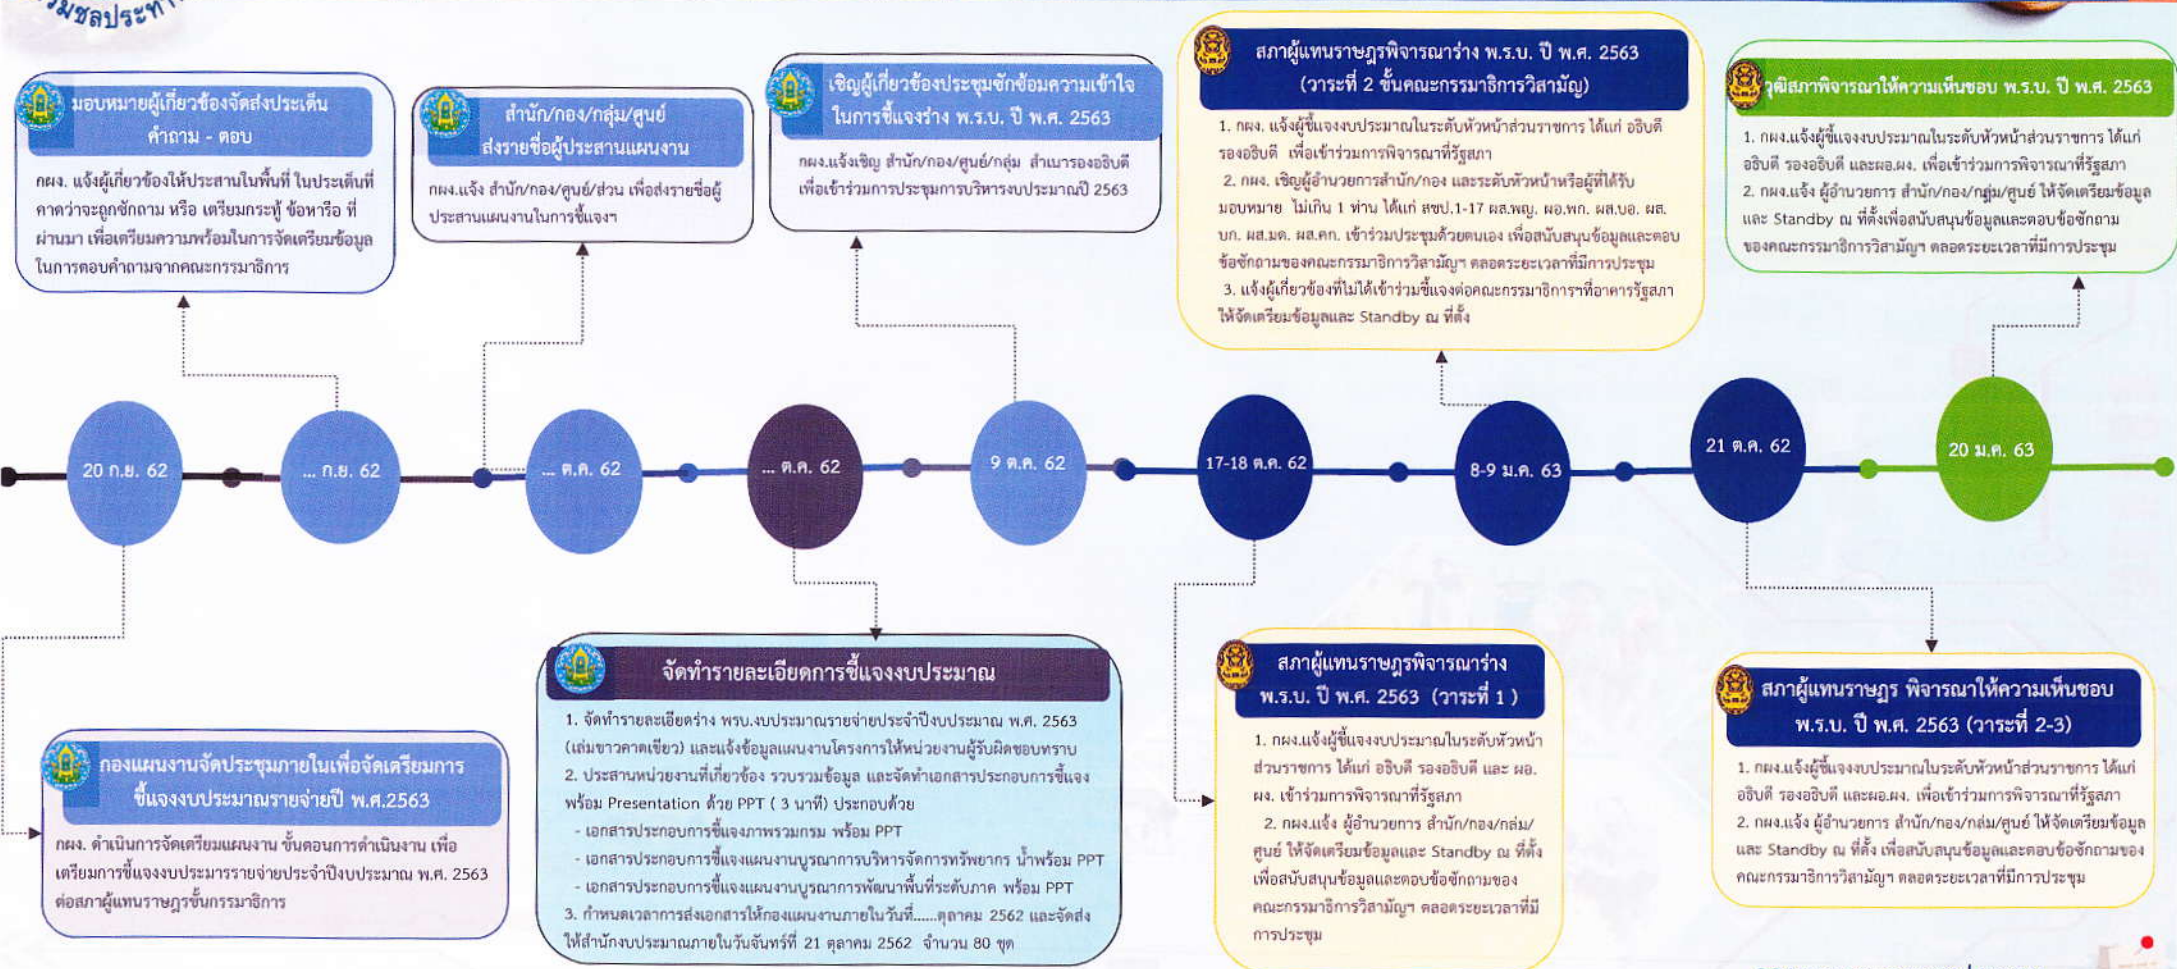 มอบหมายผู้เกี่ยวข้องจัดส่งประเด็น
คำถาม - ตอบ
กผง. แจ้งผู้เกี่ยวข้องให้ประสานในพื้นที่ ในประเด็นที่
คาดว่าจะถูกซักถาม หรือ เตรียมกระทู้ ข้อหารือ ที่
ผ่านมา เพื่อเตรียมความพร้อมในการจัดเตรียมข้อมูล
ในการตอบคำถามจากคณะกรรมาธิการ
สำนัก/กอง/กลุ่ม/ศูนย์
ส่งรายชื่อผู้ประสานแผนงาน
กผง.แจ้ง สำนัก/กอง/ศูนย์/ส่วน เพื่อส่งรายชื่อผู้
ประสานแผนงานในการชี้แจงฯ
เชิญผู้เกี่ยวข้องประชุมซักซ้อมความเข้าใจ
ในการชี้แจงร่าง พ.ร.บ. ปี พ.ศ. 2563
กผง.แจ้งเชิญ สำนัก/กอง/ศูนย์/กลุ่ม สำเนารองอธิบดี
เพื่อเข้าร่วมการประชุมการบริหารงบประมาณปี 2563
สภาผู้แทนราษฎรพิจารณาร่าง พ.ร.บ. ปี พ.ศ. 2563
(วาระที่ 2 ขั้นคณะกรรมาธิการวิสามัญ)
1. กผง. แจ้งผู้ชี้แจงงบประมาณในระดับหัวหน้าส่วนราชการ ได้แก่ อธิบดี
รองอธิบดี เพื่อเข้าร่วมการพิจารณาที่รัฐสภา
2. กผง. เชิญผู้อำนวยการสำนัก/กอง และระดับหัวหน้าหรือผู้ที่ได้รับ
มอบหมาย ไม่เกิน 1 ท่าน ได้แก่ สชป.1-17 ผส.พญ. ผอ.พก. ผส.บอ. ผส.
บก. ผส.มด. ผส.คก. เข้าร่วมประชุมด้วยตนเอง เพื่อสนับสนุนข้อมูลและตอบ
ข้อซักถามของคณะกรรมาธิการวิสามัญฯ ตลอดระยะเวลาที่มีการประชุม
3. แจ้งผู้เกี่ยวข้องที่ไม่ได้เข้าร่วมชี้แจงต่อคณะกรรมาธิการฯที่อาคารรัฐสภา
ให้จัดเตรียมข้อมูลและ Standby ณ ที่ตั้ง
วุฒิสภาพิจารณาให้ความเห็นชอบ พ.ร.บ. ปี พ.ศ. 2563
1. กผง.แจ้งผู้ชี้แจงงบประมาณในระดับหัวหน้าส่วนราชการ ได้แก่
อธิบดี รองอธิบดี และผอ.ผง. เพื่อเข้าร่วมการพิจารณาที่รัฐสภา
2. กผง.แจ้ง ผู้อำนวยการ สำนัก/กอง/กลุ่ม/ศูนย์ ให้จัดเตรียมข้อมูล
และ Standby ณ ที่ตั้งเพื่อสนับสนุนข้อมูลและตอบข้อซักถาม
ของคณะกรรมาธิการวิสามัญฯ ตลอดระยะเวลาที่มีการประชุม
20 ก.ย. 62
... ก.ย. 62
... ต.ค. 62
... ต.ค. 62
9 ต.ค. 62
17-18 ต.ค. 62
8-9 ม.ค. 63
21 ต.ค. 62
20 ม.ค. 63
กองแผนงานจัดประชุมภายในเพื่อจัดเตรียมการ
ชี้แจงงบประมาณรายจ่ายปี พ.ศ.2563
กผง. ดำเนินการจัดเตรียมแผนงาน ขั้นตอนการดำเนินงาน เพื่อ
เตรียมการชี้แจงงบประมารรายจ่ายประจำปีงบประมาณ พ.ศ. 2563
ต่อสภาผู้แทนราษฎรชั้นกรรมาธิการ
จัดทำรายละเอียดการชี้แจงงบประมาณ
1. จัดทำรายละเอียดร่าง พรบ.งบประมาณรายจ่ายประจำปีงบประมาณ พ.ศ. 2563
(เล่มขาวคาดเขียว) และแจ้งข้อมูลแผนงานโครงการให้หน่วยงานผู้รับผิดชอบทราบ
2. ประสานหน่วยงานที่เกี่ยวข้อง รวบรวมข้อมูล และจัดทำเอกสารประกอบการชี้แจง
พร้อม Presentation ด้วย PPT ( 3 นาที) ประกอบด้วย
- เอกสารประกอบการชี้แจงภาพรวมกรม พร้อม PPT
- เอกสารประกอบการชี้แจงแผนงานบูรณาการบริหารจัดการทรัพยากร น้ำพร้อม PPT
- เอกสารประกอบการชี้แจงแผนงานบูรณาการพัฒนาพื้นที่ระดับภาค พร้อม PPT
3. กำหนดเวลาการส่งเอกสารให้กองแผนงานภายในวันที่......ตุลาคม 2562 และจัดส่ง
ให้สำนักงบประมาณภายในวันจันทร์ที่ 21 ตุลาคม 2562 จำนวน 80 ชุด
สภาผู้แทนราษฎรพิจารณาร่าง
พ.ร.บ. ปี พ.ศ. 2563 (วาระที่ 1 )
1. กผง.แจ้งผู้ชี้แจงงบประมาณในระดับหัวหน้า
ส่วนราชการ ได้แก่ อธิบดี รองอธิบดี และ ผอ.
ผง. เข้าร่วมการพิจารณาที่รัฐสภา
2. กผง.แจ้ง ผู้อำนวยการ สำนัก/กอง/กลุ่ม/
ศูนย์ ให้จัดเตรียมข้อมูลและ Standby ณ ที่ตั้ง
เพื่อสนับสนุนข้อมูลและตอบข้อซักถามของ
คณะกรรมาธิการวิสามัญฯ ตลอดระยะเวลาที่มี
การประชุม
สภาผู้แทนราษฎร พิจารณาให้ความเห็นชอบ
พ.ร.บ. ปี พ.ศ. 2563 (วาระที่ 2-3)
1. กผง.แจ้งผู้ชี้แจงงบประมาณในระดับหัวหน้าส่วนราชการ ได้แก่
อธิบดี รองอธิบดี และผอ.ผง. เพื่อเข้าร่วมการพิจารณาที่รัฐสภา
2. กผง.แจ้ง ผู้อำนวยการ สำนัก/กอง/กลุ่ม/ศูนย์ ให้จัดเตรียมข้อมูล
และ Standby ณ ที่ตั้ง เพื่อสนับสนุนข้อมูลและตอบข้อซักถามของ
คณะกรรมาธิการวิสามัญฯ ตลอดระยะเวลาที่มีการประชุม